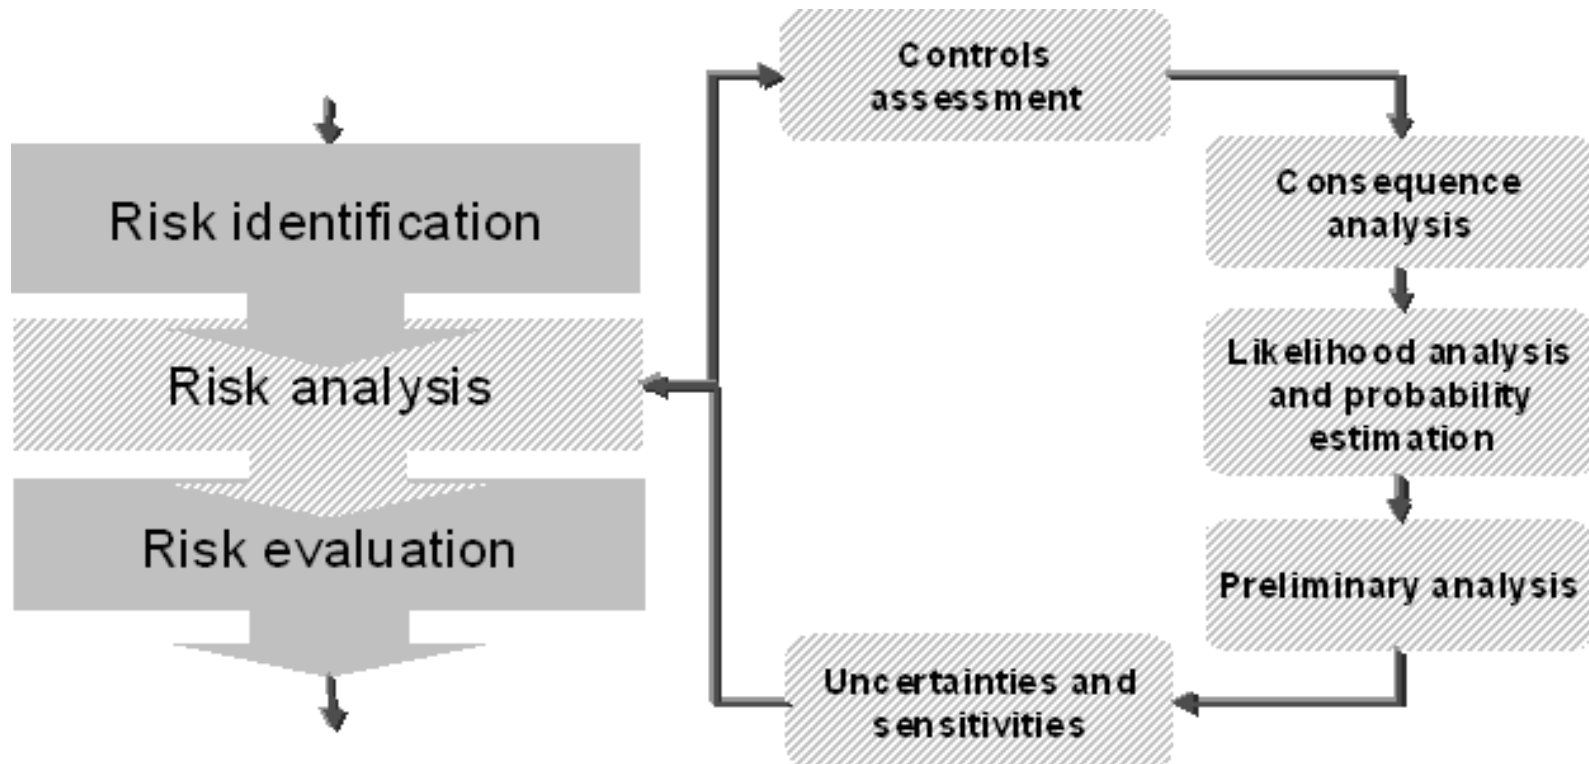 Risk identification
Risk analysis
Risk evaluation
Controls
assessment
Consequence
analysis
Likelihood analysis
and probability
estimation
Preliminary analysis
Uncertainties and
sensitivities